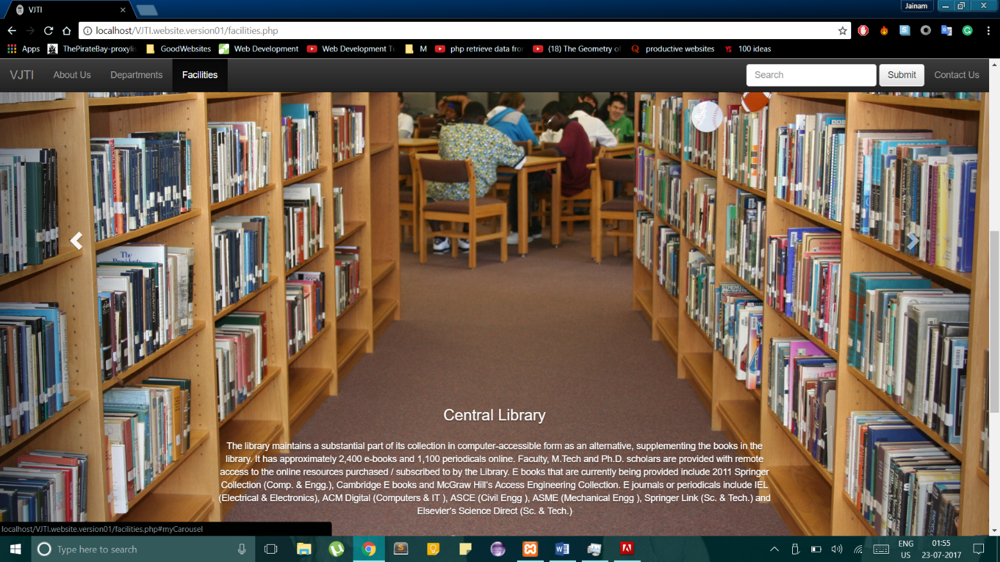 VJTI
Jainam
localhost/VJTI.website.version01/facilities.php
Apps ThePirateBay-proxylis GoodWebsites Web Development Web Development Tu M php retrieve data from (18) The Geometry of productive websites YS 100 ideas
VJTI About Us Departments Facilities Search Submit Contact Us
The
Central Library
The library maintains a substantial part of its collection in computer-accessible form as an alternative, supplementing the books in the
library. It has approximately 2,400 e-books and 1,100 periodicals online. Faculty, M.Tech and Ph.D. scholars are provided with remote
access to the online resources purchased / subscribed to by the Library. E books that are currently being provided include 2011 Springer
Collection (Comp. & Engg.), Cambridge E books and McGraw Hill's Access Engineering Collection. E journals or periodicals include IEL
(Electrical & Electronics), ACM Digital (Computers & IT ), ASCE (Civil Engg ), ASME (Mechanical Engg ), Springer Link (Sc. & Tech.) and
Elsevier's Science Direct (Sc. & Tech.)
localhost/VJTI.website.version01/facilities.php#myCarousel
Type here to search
ENG 01:55
US 23-07-2017